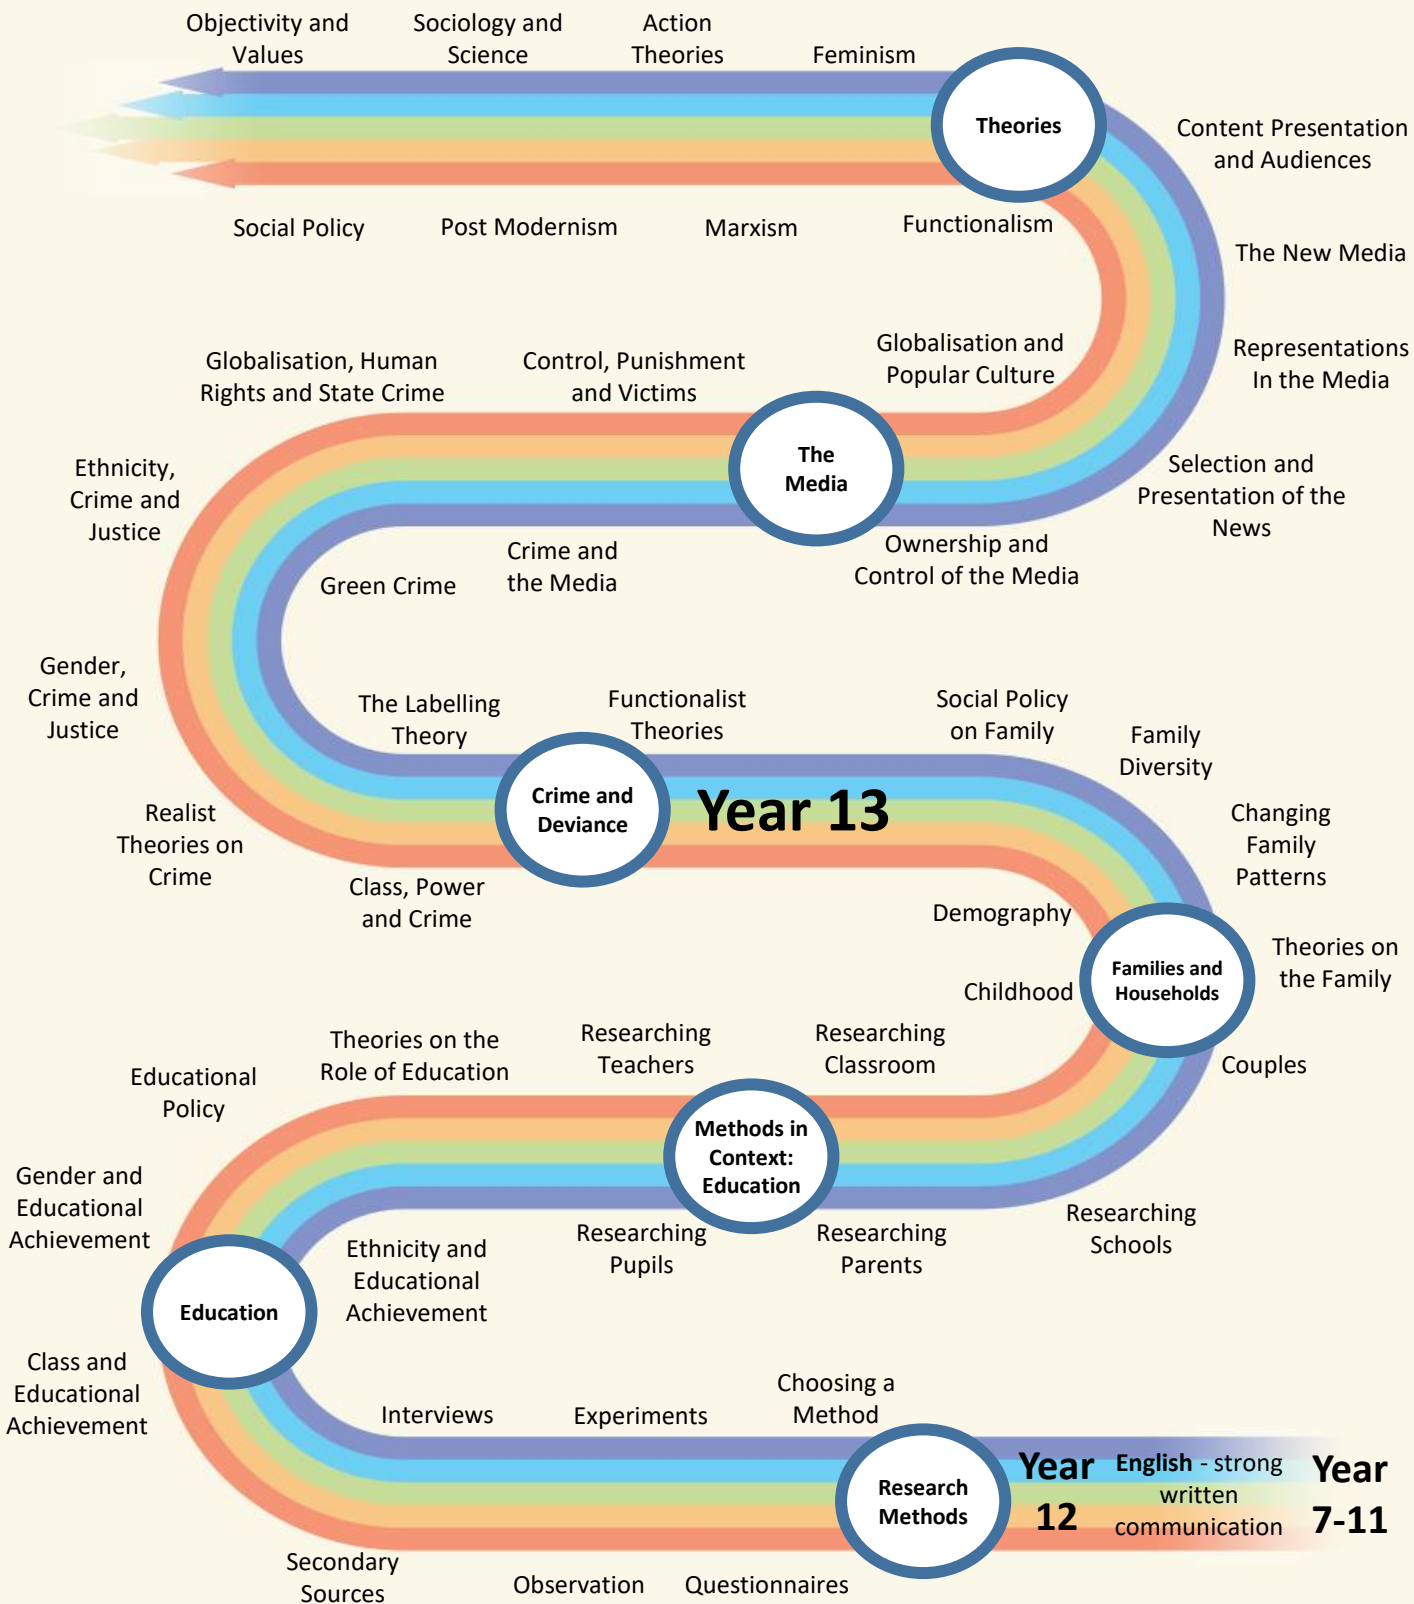 Objectivity and
Values
Sociology and
Science
Action
Theories
Feminism
Theories
Content Presentation
and Audiences
Social Policy
Post Modernism
Marxism
Functionalism
The New Media
Globalisation, Human
Rights and State Crime
Control, Punishment
and Victims
Globalisation and
Popular Culture
Representations
In the Media
The
Media
Ethnicity,
Crime and
Justice
Selection and
Presentation of the
News
Green Crime
Crime and
the Media
Ownership and
Control of the Media
Gender,
Crime and
Justice
The Labelling
Theory
Functionalist
Theories
Social Policy
on Family
Family
Diversity
Crime and
Deviance
Year 13
Realist
Theories on
Crime
Changing
Family
Patterns
Class, Power
and Crime
Demography
Families and
Households
Theories on
the Family
Childhood
Theories on the
Role of Education
Researching
Teachers
Researching
Classroom
Couples
Educational
Policy
Methods in
Context:
Education
Gender and
Educational
Achievement
Ethnicity and
Educational
Achievement
Researching
Pupils
Researching
Parents
Researching
Schools
Education
Class and
Educational
Achievement
Interviews
Experiments
Choosing a
Method
Research
Methods
Year
12
English - strong
written
communication
Year
7-11
Secondary
Sources
Observation
Questionnaires